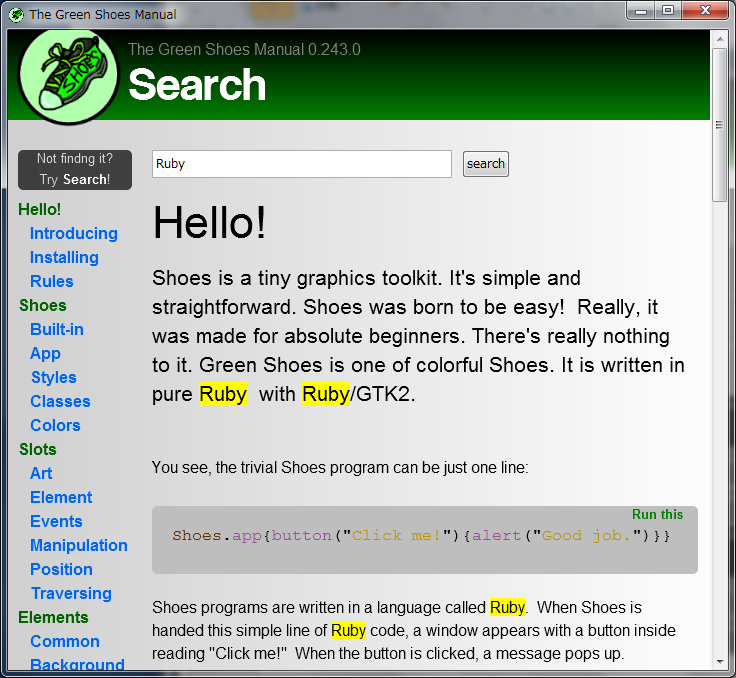 The Green Shoes Manual
The Green Shoes Manual 0.243.0
Search
SHOES
Not findng it?
Try Search!
Hello!
Introducing
Installing
Rules
Shoes
Built-in
App
Styles
Classes
Colors
Slots
Art
Element
Events
Manipulation
Position
Traversing
Elements
Common
Background
Ruby
search
Hello!
Shoes is a tiny graphics toolkit. It's simple and
straightforward. Shoes was born to be easy!  Really, it
was made for absolute beginners. There's really nothing
to it. Green Shoes is one of colorful Shoes. It is written in
pure Ruby  with Ruby/GTK2.
You see, the trivial Shoes program can be just one line:
Run this
Shoes.app{button("Click me!"){alert("Good job.")}}
Shoes programs are written in a language called Ruby.  When Shoes is
handed this simple line of Ruby code, a window appears with a button inside
reading "Click me!"  When the button is clicked, a message pops up.